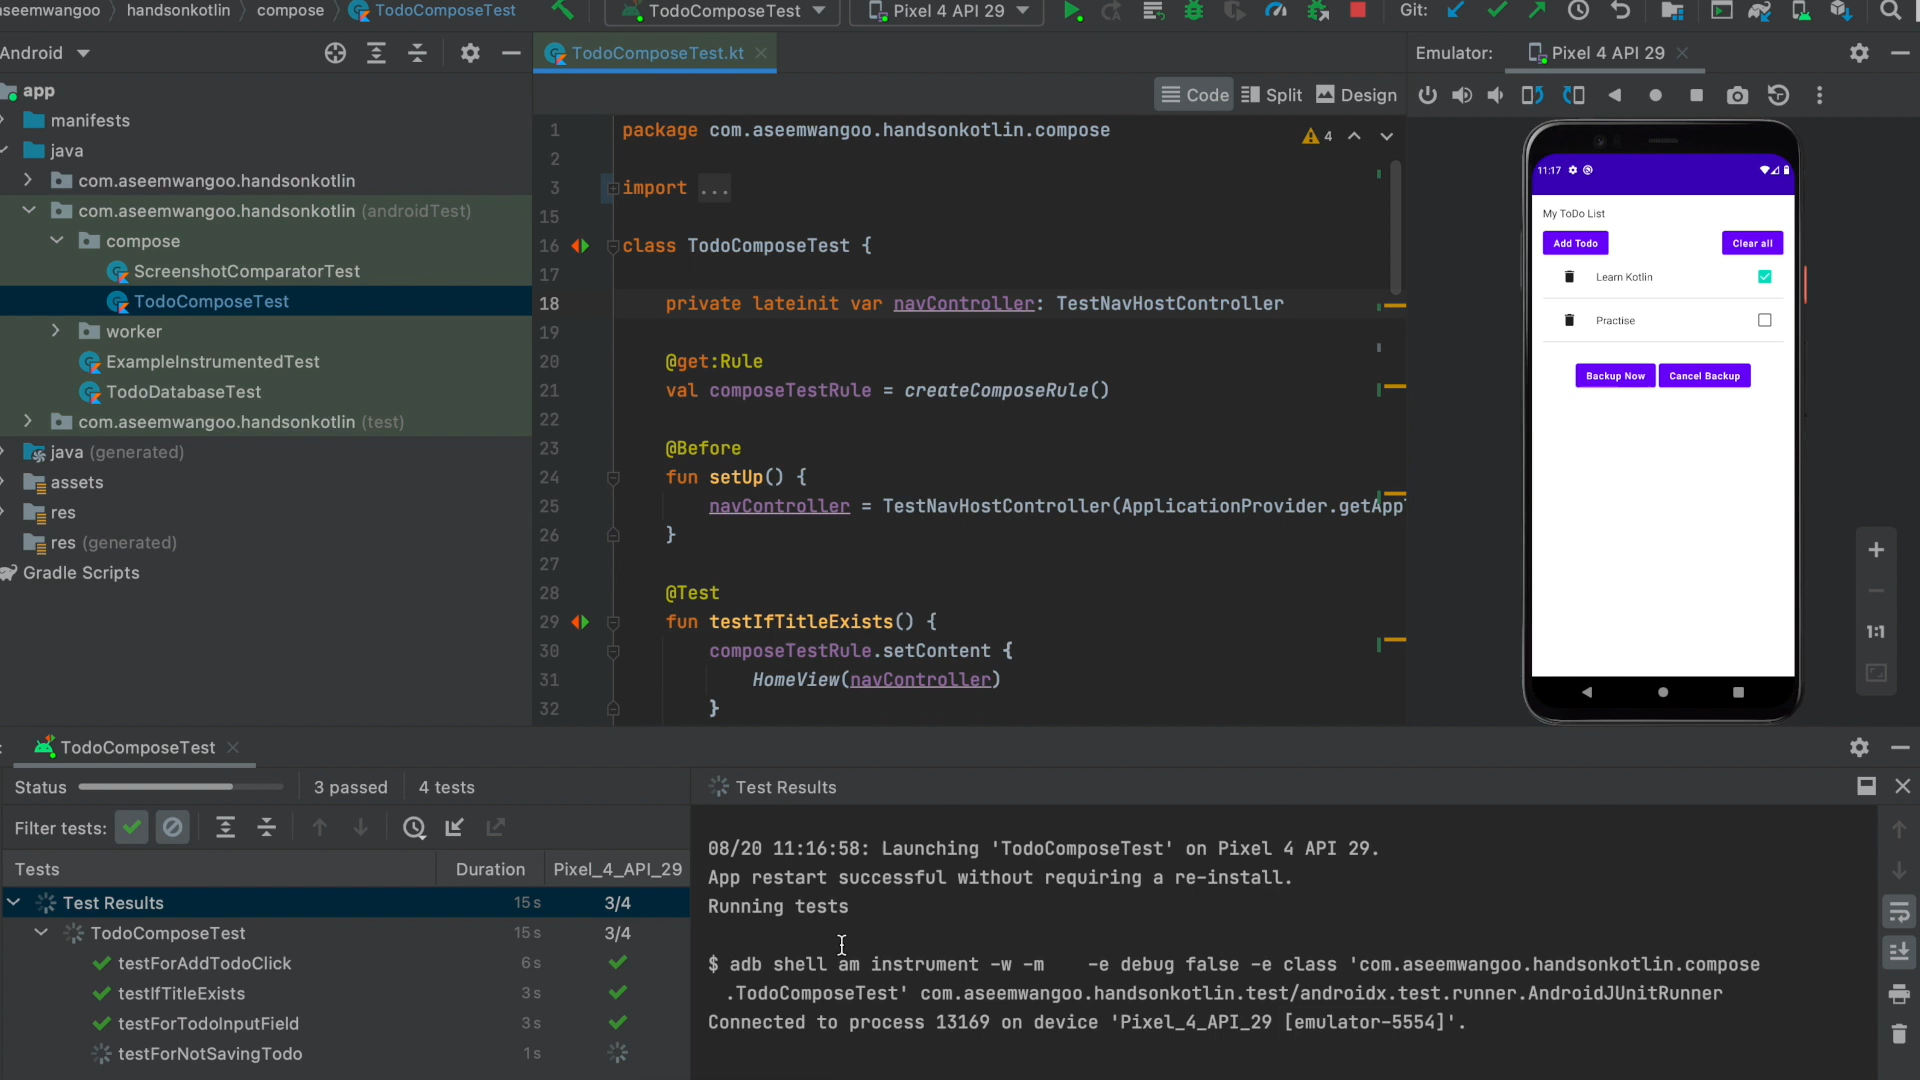 aseemwangoo handsonkotlin compose TodoComposeTest TodoComposeTest Pixel 4 API 29 Git:
Android
TodoComposeTest.kt
Emulator: Pixel 4 API 29
Code Split Design
app
manifests
java
com.aseemwangoo.handsonkotlin
com.aseemwangoo.handsonkotlin (androidTest)
compose
ScreenshotComparatorTest
TodoComposeTest
worker
ExampleInstrumentedTest
TodoDatabaseTest
com.aseemwangoo.handsonkotlin (test)
java (generated)
assets
res
res (generated)
Gradle Scripts
4
1 package com.aseemwangoo.handsonkotlin.compose
2
3 import ...
15
16 class TodoComposeTest {
17
18 private lateinit var navController: TestNavHostController
19
20 @get:Rule
21 val composeTestRule = createComposeRule()
22
23 @Before
24 fun setUp() {
25 navController = TestNavHostController(ApplicationProvider.getApp
26 }
27
28 @Test
29 fun testIfTitleExists() {
30 composeTestRule.setContent {
31 HomeView(navController)
32 }
11:17
My ToDo List
Add Todo Clear all
Learn Kotlin
Practise
Backup Now Cancel Backup
1:1
TodoComposeTest
Status 3 passed 4 tests
Filter tests:
Tests Duration Pixel_4_API_29
Test Results 15 s 3/4
TodoComposeTest 15 s 3/4
testForAddTodoClick 6 s
testIfTitleExists 3 s
testForTodoInputField 3 s
testForNotSavingTodo 1 s
Test Results
08/20 11:16:58: Launching 'TodoComposeTest' on Pixel 4 API 29.
App restart successful without requiring a re-install.
Running tests
$ adb shell am instrument -w -m -e debug false -e class 'com.aseemwangoo.handsonkotlin.compose
.TodoComposeTest' com.aseemwangoo.handsonkotlin.test/androidx.test.runner.AndroidJUnitRunner
Connected to process 13169 on device 'Pixel_4_API_29 [emulator-5554]'.